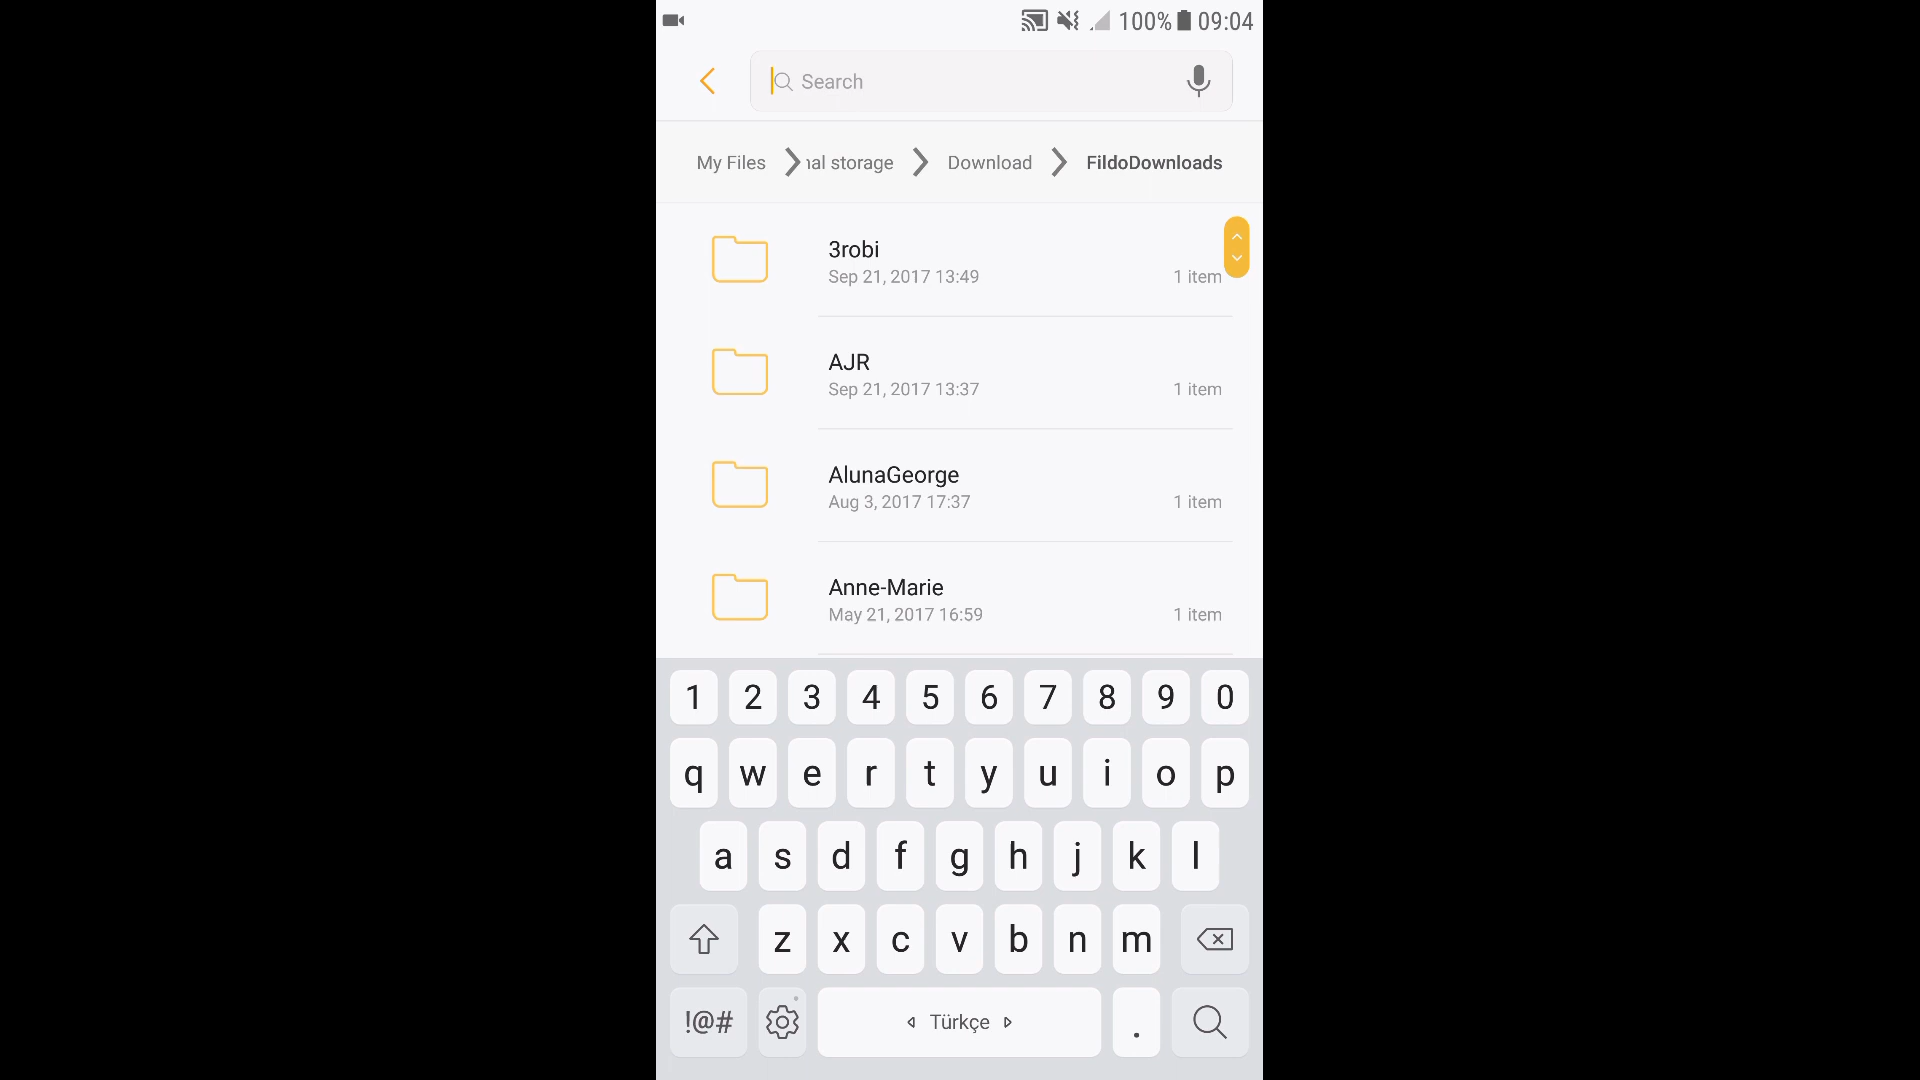 100% 09:04
Search
My Files nal storage Download FildoDownloads
3robi
Sep 21, 2017 13:49 1 item
AJR
Sep 21, 2017 13:37 1 item
AlunaGeorge
Aug 3, 2017 17:37 1 item
Anne-Marie
May 21, 2017 16:59 1 item
1 2 3 4 5 6 7 8 9 0
q w e r t y u i o p
a s d f g h j k l
z x c v b n m
!@# Türkçe .